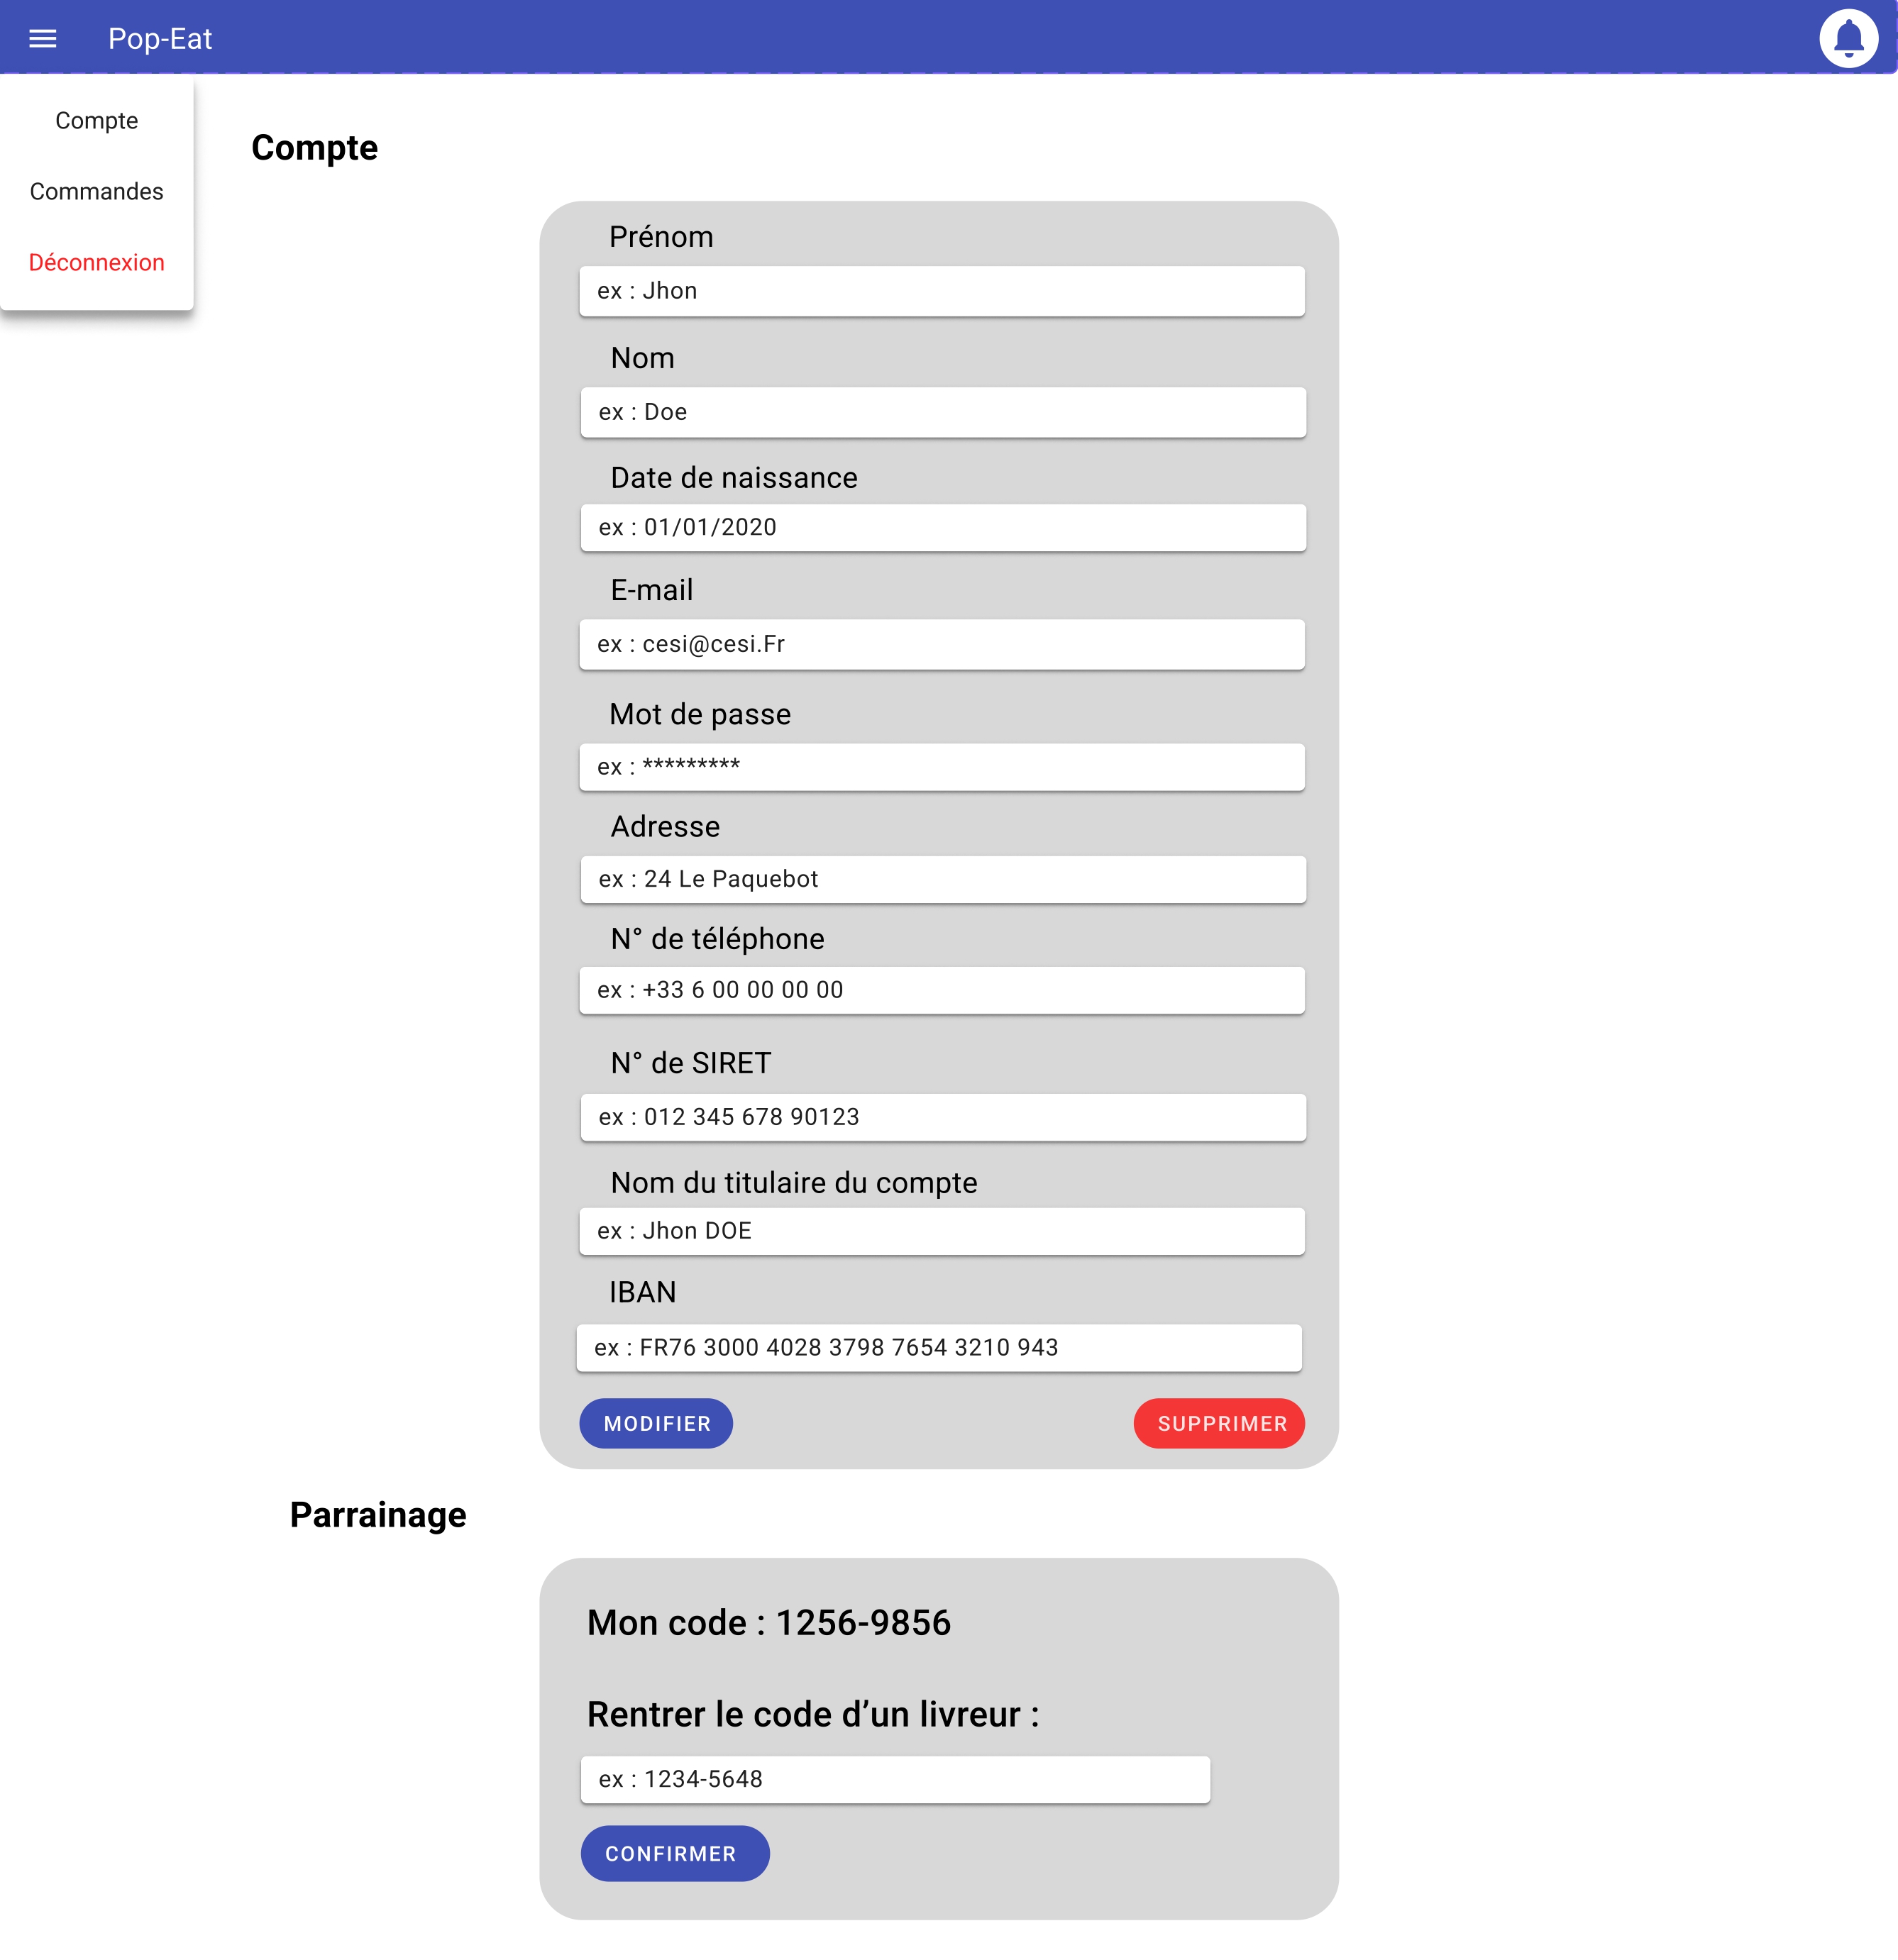 Pop-Eat
Compte
Commandes
Déconnexion
Compte
Prénom
ex : Jhon
Nom
ex : Doe
Date de naissance
ex : 01/01/2020
E-mail
ex : cesi@cesi.Fr
Mot de passe
ex : *********
Adresse
ex : 24 Le Paquebot
N° de téléphone
ex : +33 6 00 00 00 00
N° de SIRET
ex : 012 345 678 90123
Nom du titulaire du compte
ex : Jhon DOE
IBAN
ex : FR76 3000 4028 3798 7654 3210 943
MODIFIER
SUPPRIMER
Parrainage
Mon code : 1256-9856
Rentrer le code d’un livreur :
ex : 1234-5648
CONFIRMER